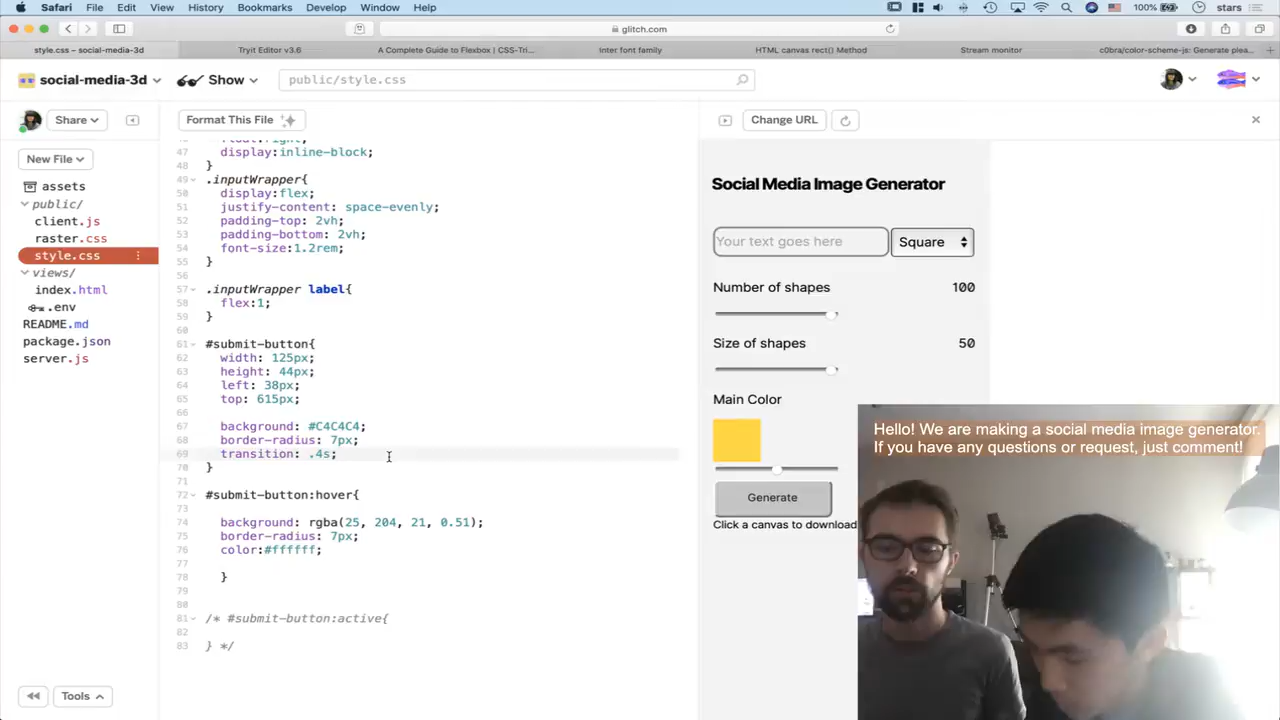 Safari File Edit View History Bookmarks Develop Window Help 100% stars
glitch.com
style.css – social-media-3d Tryit Editor v3.6 A Complete Guide to Flexbox | CSS-Tri... Inter font family HTML canvas rect() Method Stream monitor c0bra/color-scheme-js: Generate plea...
social-media-3d Show public/style.css
Share Format This File Change URL
New File
assets
public/
client.js
raster.css
style.css
views/
index.html
.env
README.md
package.json
server.js
Tools
47 display:inline-block;
48 }
49 .inputWrapper{
50 display:flex;
51 justify-content: space-evenly;
52 padding-top: 2vh;
53 padding-bottom: 2vh;
54 font-size:1.2rem;
55 }
56
57 .inputWrapper label{
58 flex:1;
59 }
60
61 #submit-button{
62 width: 125px;
63 height: 44px;
64 left: 38px;
65 top: 615px;
66
67 background: #C4C4C4;
68 border-radius: 7px;
69 transition: .4s;
70 }
71
72 #submit-button:hover{
73
74 background: rgba(25, 204, 21, 0.51);
75 border-radius: 7px;
76 color:#ffffff;
77
78 }
79
80
81 /* #submit-button:active{
82
83 } */
Social Media Image Generator
Your text goes here Square
Number of shapes 100
Size of shapes 50
Main Color
Generate
Click a canvas to download
Hello! We are making a social media image generator.
If you have any questions or request, just comment!